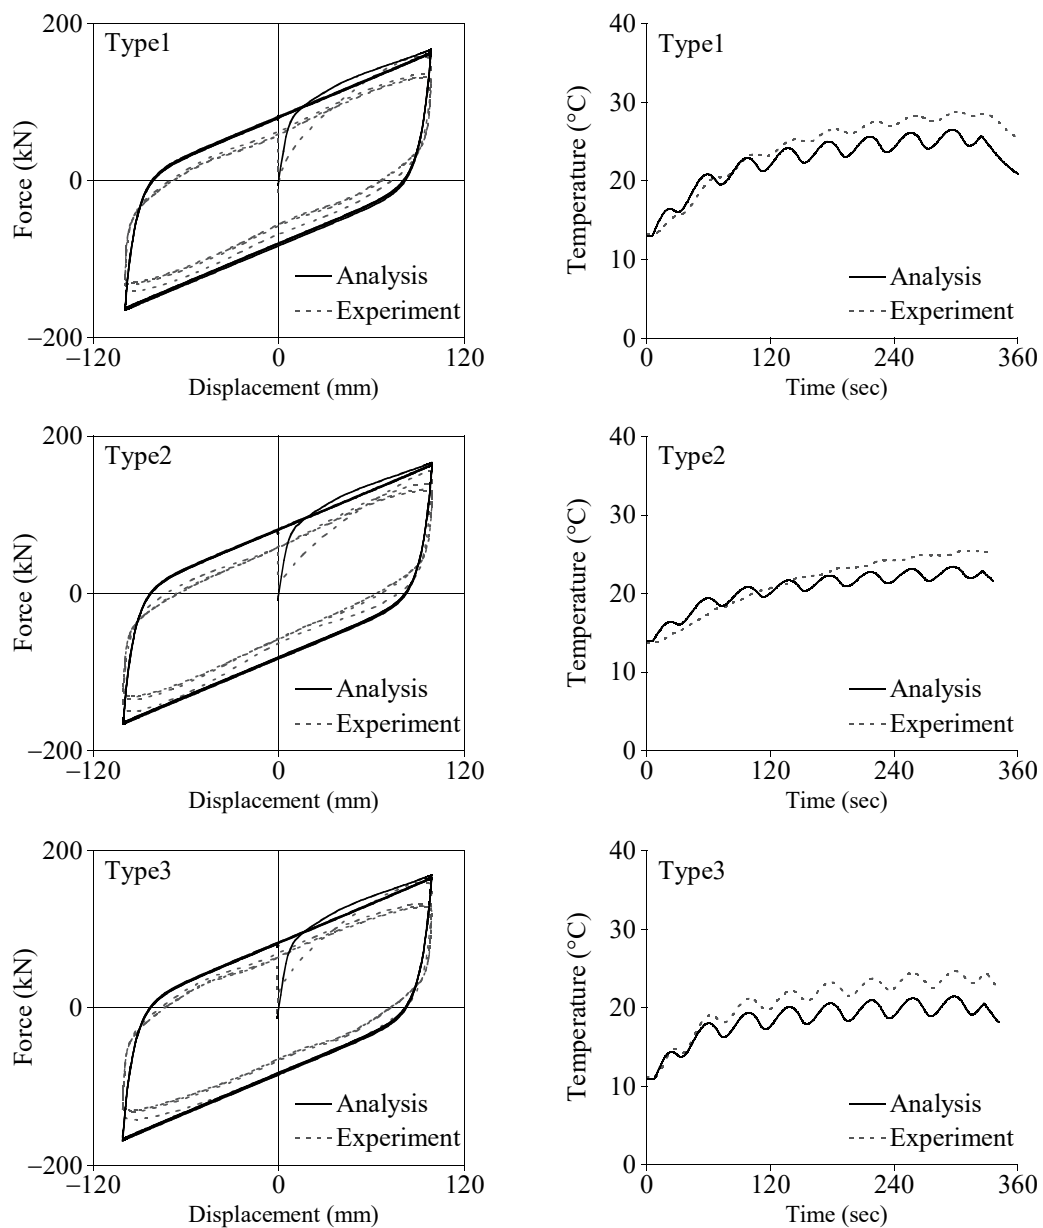 200
Type1
Force (kN)
0
Analysis
Experiment
−200
−120
0
120
Displacement (mm)
40
Type1
30
Temperature (°C)
20
10
Analysis
Experiment
0
0
120
240
360
Time (sec)
200
Type2
Force (kN)
0
Analysis
Experiment
−200
−120
0
120
Displacement (mm)
40
Type2
30
Temperature (°C)
20
10
Analysis
Experiment
0
0
120
240
360
Time (sec)
200
Type3
Force (kN)
0
Analysis
Experiment
−200
−120
0
120
Displacement (mm)
40
Type3
30
Temperature (°C)
20
10
Analysis
Experiment
0
0
120
240
360
Time (sec)